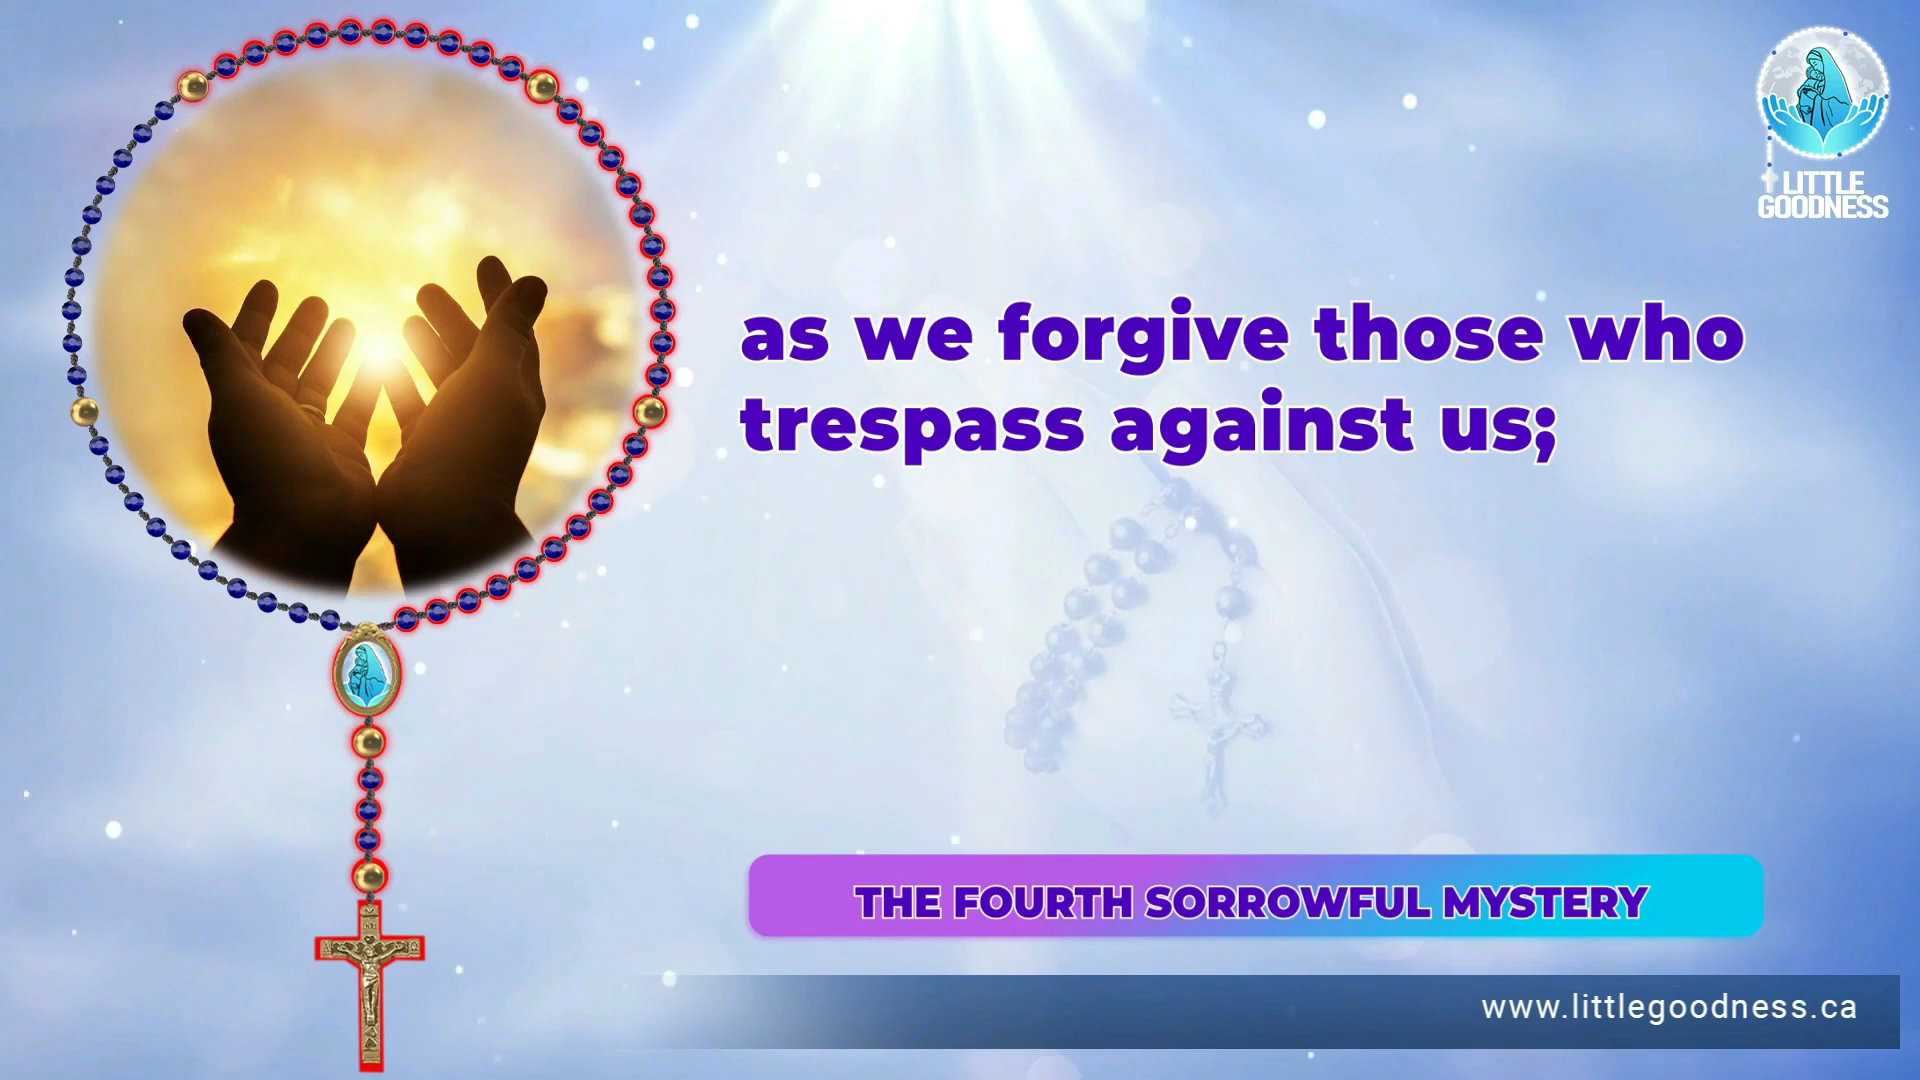 LITTLE
GOODNESS
as we forgive those who
trespass against us;
THE FOURTH SORROWFUL MYSTERY
www.littlegoodness.ca